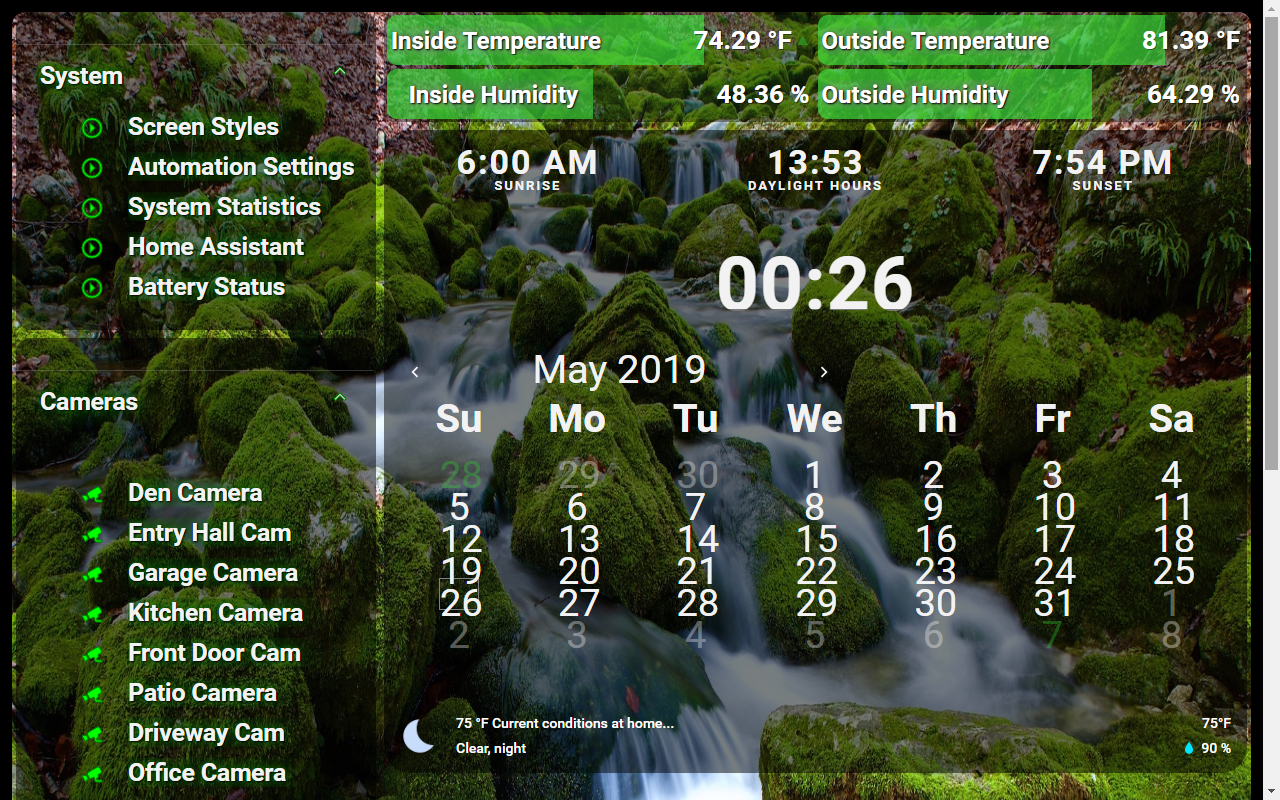 System
Screen Styles
Automation Settings
System Statistics
Home Assistant
Battery Status
Cameras
Den Camera
Entry Hall Cam
Garage Camera
Kitchen Camera
Front Door Cam
Patio Camera
Driveway Cam
Office Camera
Inside Temperature 74.29 °F
Outside Temperature 81.39 °F
Inside Humidity 48.36 %
Outside Humidity 64.29 %
6:00 AM 13:53 7:54 PM
SUNRISE DAYLIGHT HOURS SUNSET
00:26
‹ May 2019 ›
Su Mo Tu We Th Fr Sa
28 29 30 1 2 3 4
5 6 7 8 9 10 11
12 13 14 15 16 17 18
19 20 21 22 23 24 25
26 27 28 29 30 31 1
2 3 4 5 6 7 8
75 °F Current conditions at home... 75°F
Clear, night 90 %